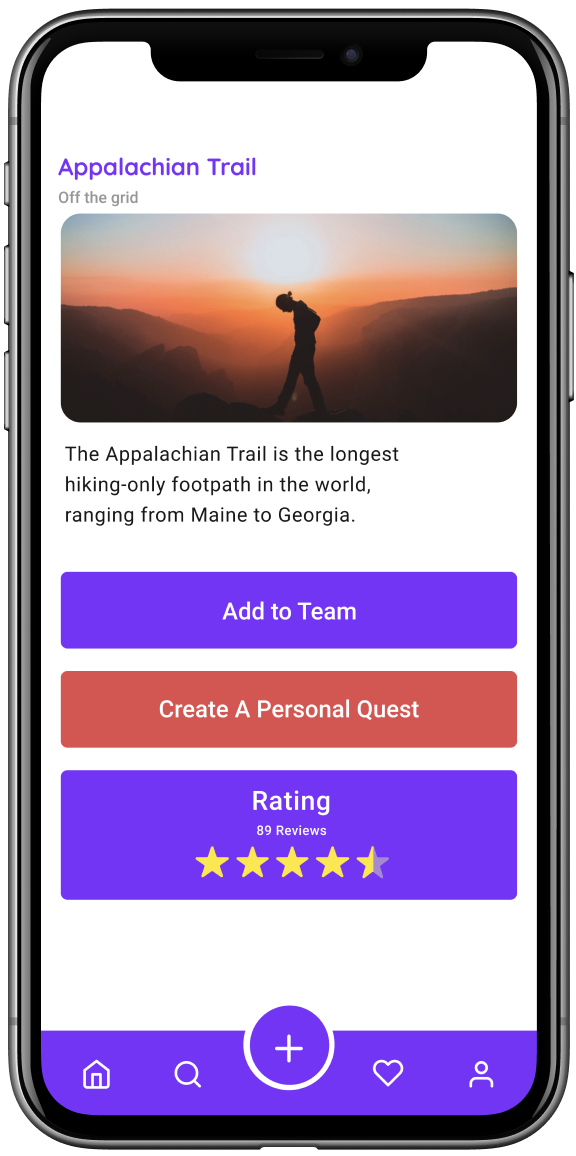 Appalachian Trail
Off the grid
The Appalachian Trail is the longest
hiking-only footpath in the world,
ranging from Maine to Georgia.
Add to Team
Create A Personal Quest
Rating
89 Reviews